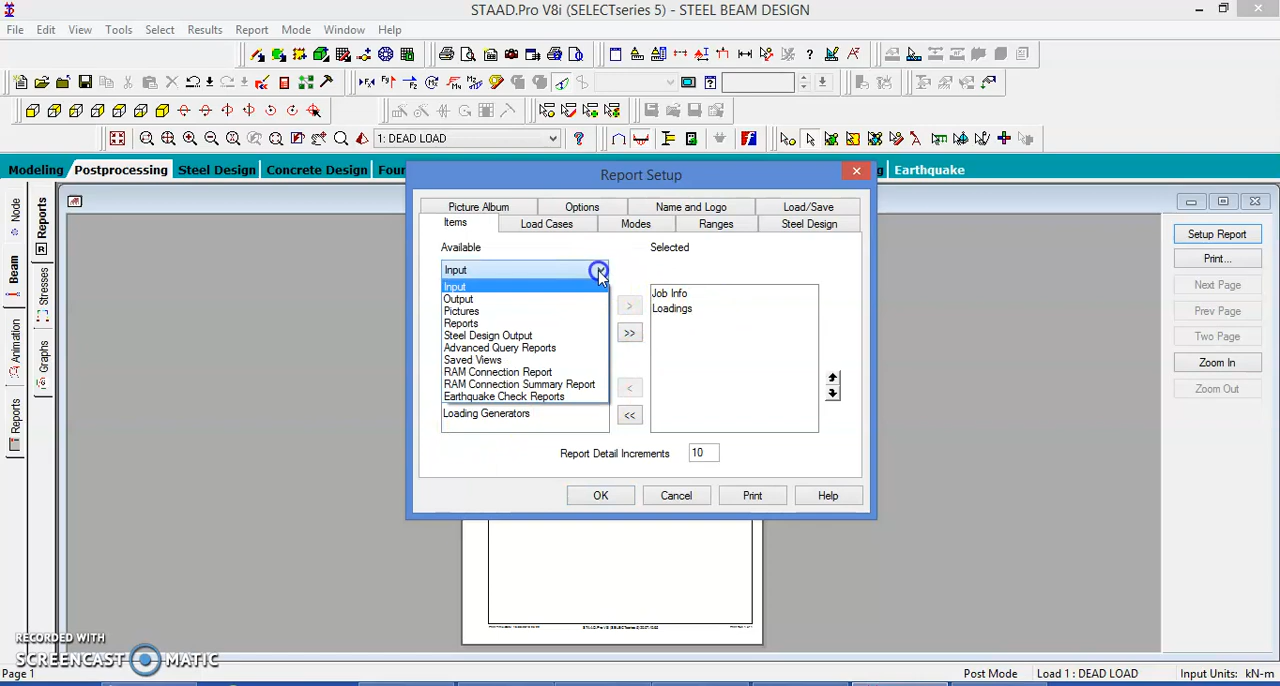 STAAD.Pro V8i (SELECTseries 5) - STEEL BEAM DESIGN
File Edit View Tools Select Results Report Mode Window Help
1: DEAD LOAD
Modeling Postprocessing Steel Design Concrete Design Fou Earthquake
Report Setup
Picture Album Options Name and Logo Load/Save
Items Load Cases Modes Ranges Steel Design
Available Selected
Input
Input
Output
Pictures
Reports
Steel Design Output
Advanced Query Reports
Saved Views
RAM Connection Report
RAM Connection Summary Report
Earthquake Check Reports
Loading Generators
Job Info
Loadings
>
>>
<
<<
Report Detail Increments 10
OK Cancel Print Help
Setup Report
Print...
Next Page
Prev Page
Two Page
Zoom In
Zoom Out
Node
Beam
Animation
Reports
Reports
Stresses
Graphs
RECORDED WITH
SCREENCAST MATIC
Page 1 Post Mode Load 1 : DEAD LOAD Input Units: kN-m